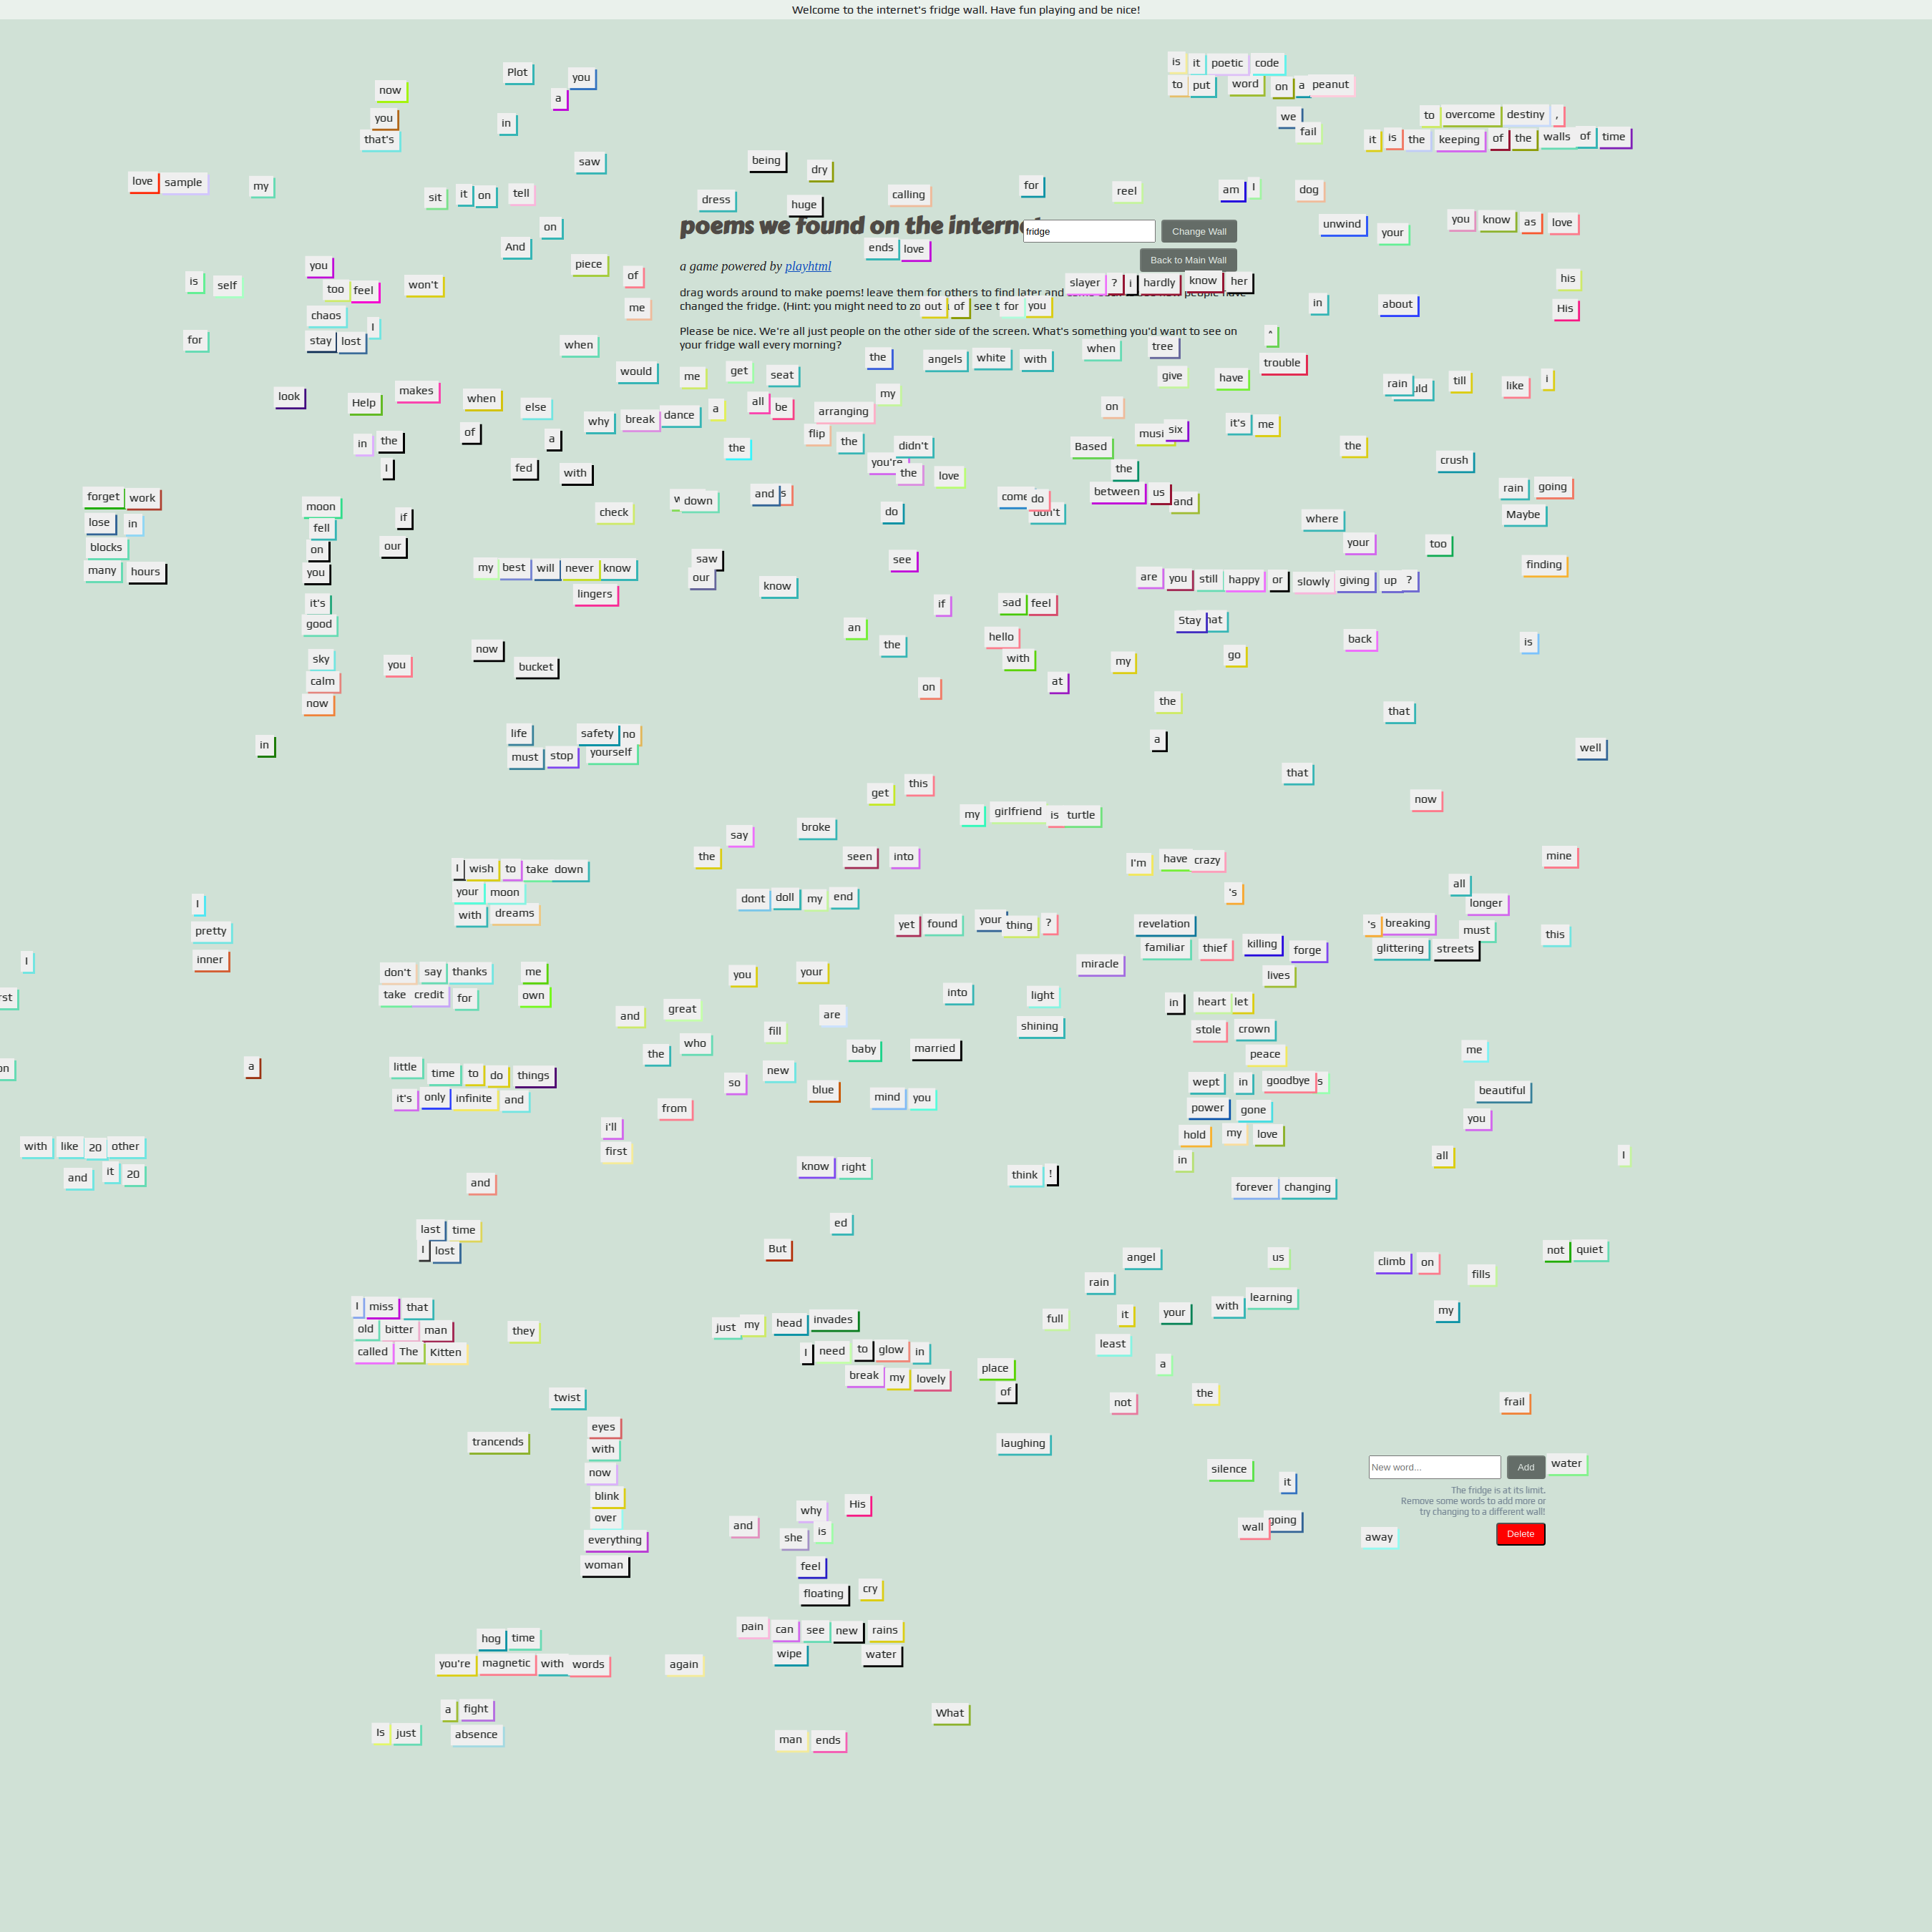 Welcome to the internet's fridge wall. Have fun playing and be nice!
is it poetic code
Plot you
now a
to put word on a peanut
you in we fail
to overcome destiny ,
that's
it is the keeping of the walls of time
saw being dry
love sample my
sit it on tell
dress huge calling for reel am I dog
poems we found on the interne
fridge Change Wall
unwind your you know as love
on And ends love
Back to Main Wall
a game powered by playhtml
you piece of
is self too feel won't
slayer ? i hardly know her
his
drag words around to make poems! leave them for others to find later and
changed the fridge. (Hint: you might need to
out of for you
me in about His
chaos I
Please be nice. We're all just people on the other side of the screen. What's something you'd want to see on
your fridge wall every morning?
for stay lost when
^
the angels white with when tree trouble
would me get seat give have
rain till like i
look Help makes when else
my
why break dance a all be arranging on
in the of a
flip the didn't musi six it's me
the you're Based the crush
I fed with
the love the
forget work
between us and
rain going
moon check down and s
come do don't
lose in fell if do where Maybe
blocks on our your too
many hours you
my best will never know
saw our see finding
lingers know
are you still happy or slowly giving up ?
it's if sad feel
good an hello Stay
the with back is
sky you now bucket my go
calm on at
now the that
in life safety no a well
must stop yourself
that
get this now
my girlfriend is turtle
say broke
the seen into mine
I wish to take down
I'm have crazy
your moon
with dreams
dont doll my end
's all longer
I yet found your thing ?
revelation 's breaking must
pretty this
familiar thief killing forge
glittering streets
I inner
don't say thanks me
you your miracle lives
take credit for own
into light
in heart let
and great are
fill shining
stole crown
the who baby married peace me
a little time to do things
new
so blue wept in goodbye s beautiful
it's only infinite and
mind you
from power gone you
i'll hold my love
with like 20 other
first in all I
and it 20
know right think !
and forever changing
last time
ed
I lost
But angel us climb on not quiet
rain fills
I miss that
full it your with learning my
old bitter man they
just my head invades
called The Kitten
I need to glow in
least a
break my lovely
place of not the frail
twist
eyes
trancends with laughing
New word... Add water
now silence it
The fridge is at its limit.
Remove some words to add more or
try changing to a different wall!
blink why His
over and she is wall going
everything away Delete
woman feel
floating cry
hog time
pain can see new rains
you're magnetic with words
wipe water
again
a fight What
Is just absence
man ends